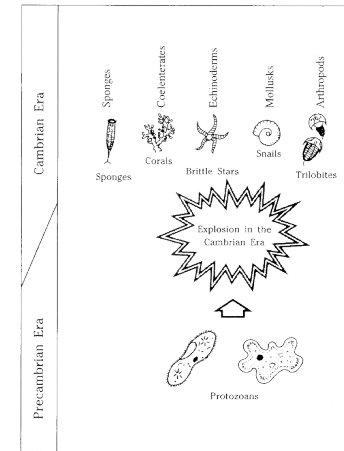 Cambrian Era
Precambrian Era
Sponges
Coelenterates
Echinoderms
Mollusks
Arthropods
Sponges
Corals
Brittle Stars
Snails
Trilobites
Explosion in the
Cambrian Era
Protozoans